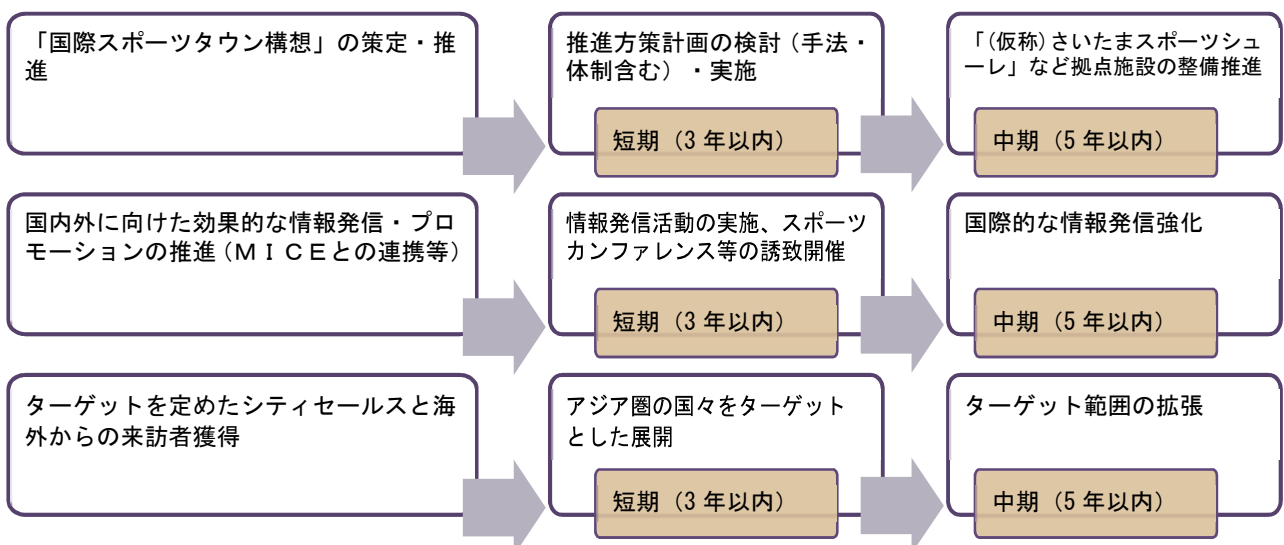 「国際スポーツタウン構想」の策定・推
進
推進方策計画の検討（手法・
体制含む）・実施
短期（3 年以内）
「(仮称)さいたまスポーツシュ
ーレ」など拠点施設の整備推進
中期（5 年以内）
国内外に向けた効果的な情報発信・プロ
モーションの推進（ＭＩＣＥとの連携等）
情報発信活動の実施、スポーツ
カンファレンス等の誘致開催
短期（3 年以内）
国際的な情報発信強化
中期（5 年以内）
ターゲットを定めたシティセールスと海
外からの来訪者獲得
アジア圏の国々をターゲット
とした展開
短期（3 年以内）
ターゲット範囲の拡張
中期（5 年以内）